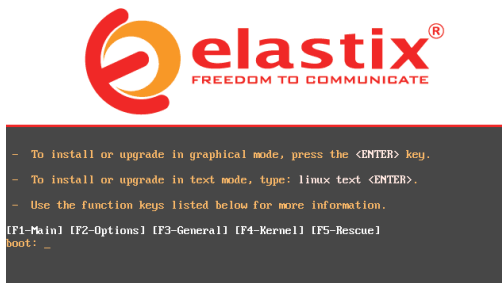 elastix®
FREEDOM TO COMMUNICATE
- To install or upgrade in graphical mode, press the <ENTER> key.
- To install or upgrade in text mode, type: linux text <ENTER>.
- Use the function keys listed below for more information.
[F1-Main] [F2-Options] [F3-General] [F4-Kernel] [F5-Rescue]
boot: _